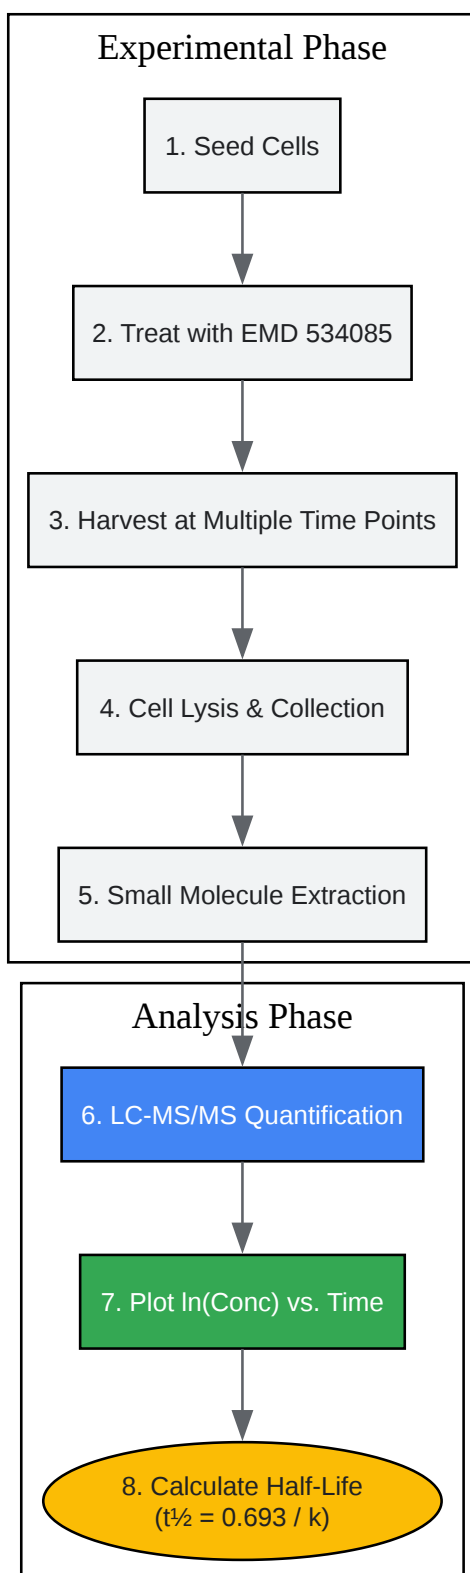 Experimental Phase
1. Seed Cells
2. Treat with EMD 534085
3. Harvest at Multiple Time Points
4. Cell Lysis & Collection
5. Small Molecule Extraction
Analysis Phase
6. LC-MS/MS Quantification
7. Plot ln(Conc) vs. Time
8. Calculate Half-Life
(t½ = 0.693 / k)